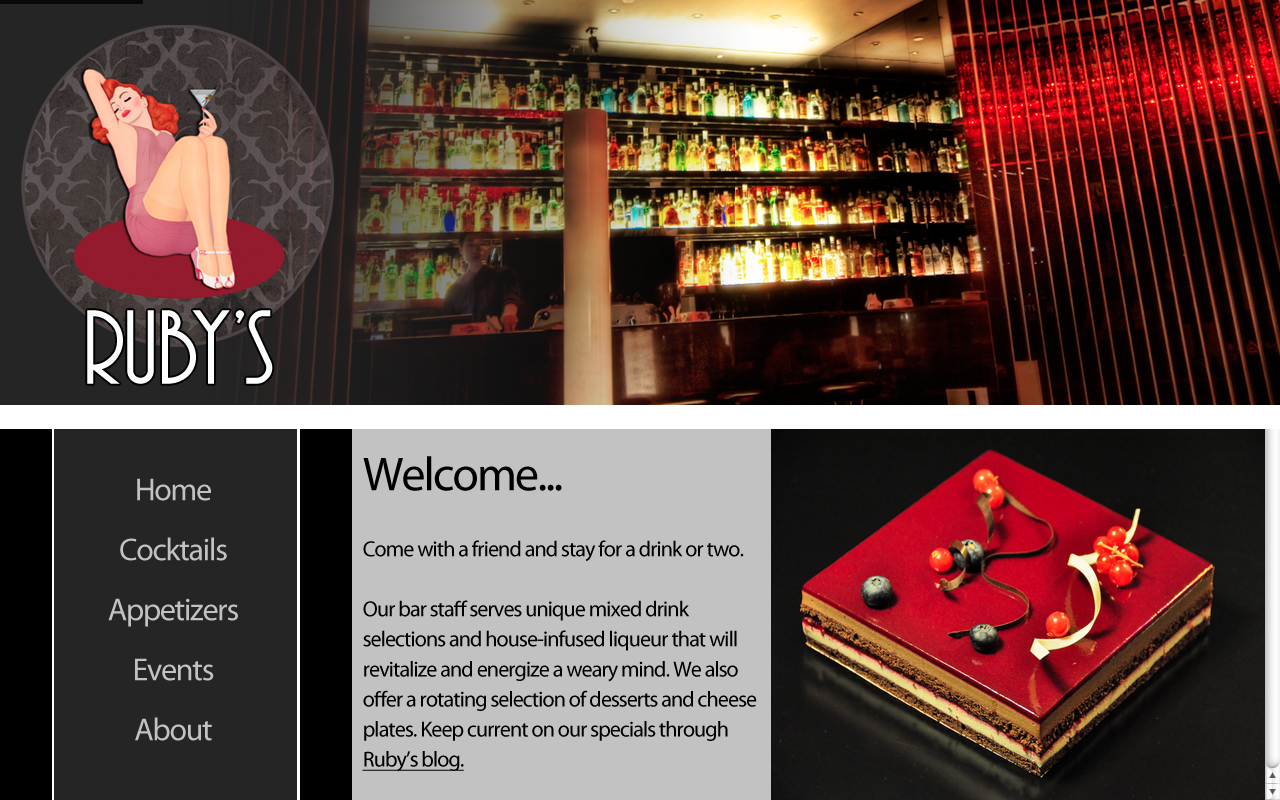 RUBY'S
Home
Cocktails
Appetizers
Events
About
Welcome...
Come with a friend and stay for a drink or two.
Our bar staff serves unique mixed drink
selections and house-infused liqueur that will
revitalize and energize a weary mind. We also
offer a rotating selection of desserts and cheese
plates. Keep current on our specials through
Ruby's blog.